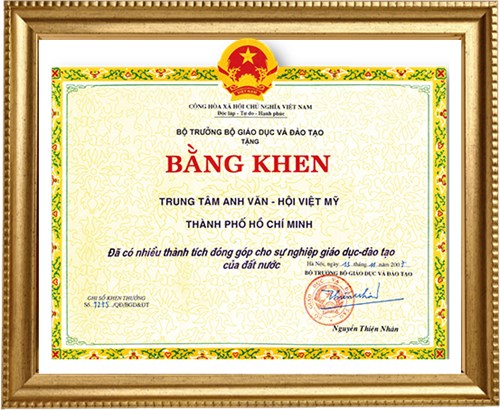 CỘNG HÒA XÃ HỘI CHỦ NGHĨA VIỆT NAM
Độc lập - Tự do - Hạnh phúc
BỘ TRƯỞNG BỘ GIÁO DỤC VÀ ĐÀO TẠO
TẶNG
BẰNG KHEN
TRUNG TÂM ANH VĂN - HỘI VIỆT MỸ
THÀNH PHỐ HỒ CHÍ MINH
Đã có nhiều thành tích đóng góp cho sự nghiệp giáo dục-đào tạo
của đất nước
Hà Nội, ngày 13 tháng 11 năm 2008
BỘ TRƯỞNG BỘ GIÁO DỤC VÀ ĐÀO TẠO
GHI SỔ KHEN THƯỞNG
Số 7235 /QĐ/BGDĐT
Nguyễn Thiện Nhân